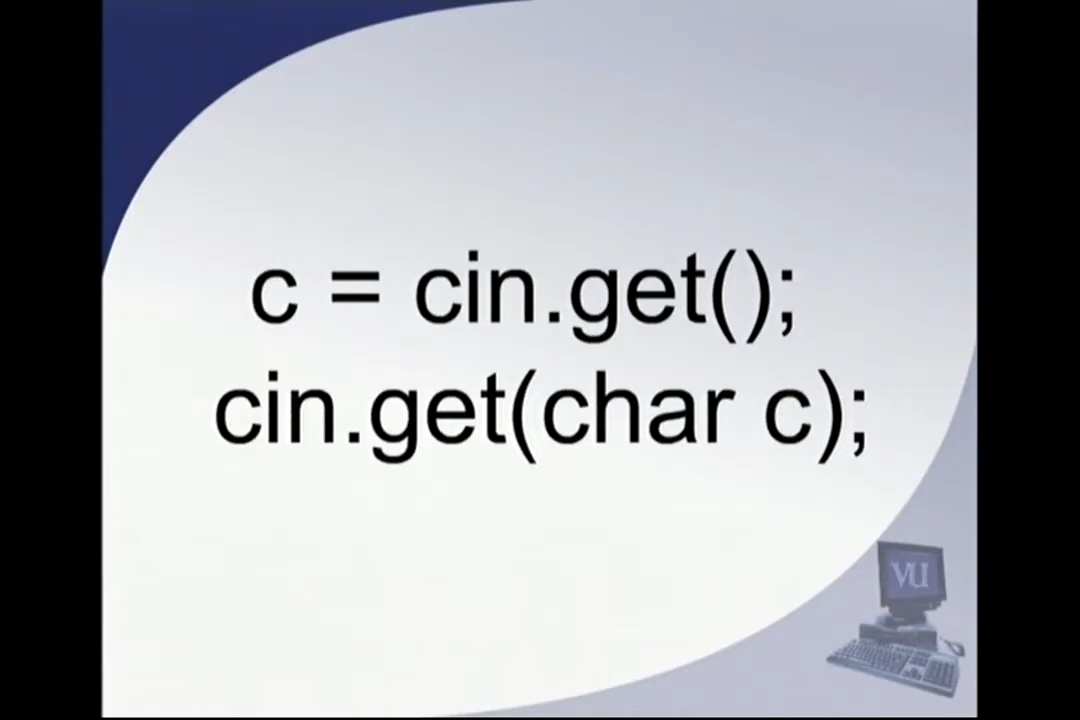 c = cin.get();
cin.get(char c);
VU